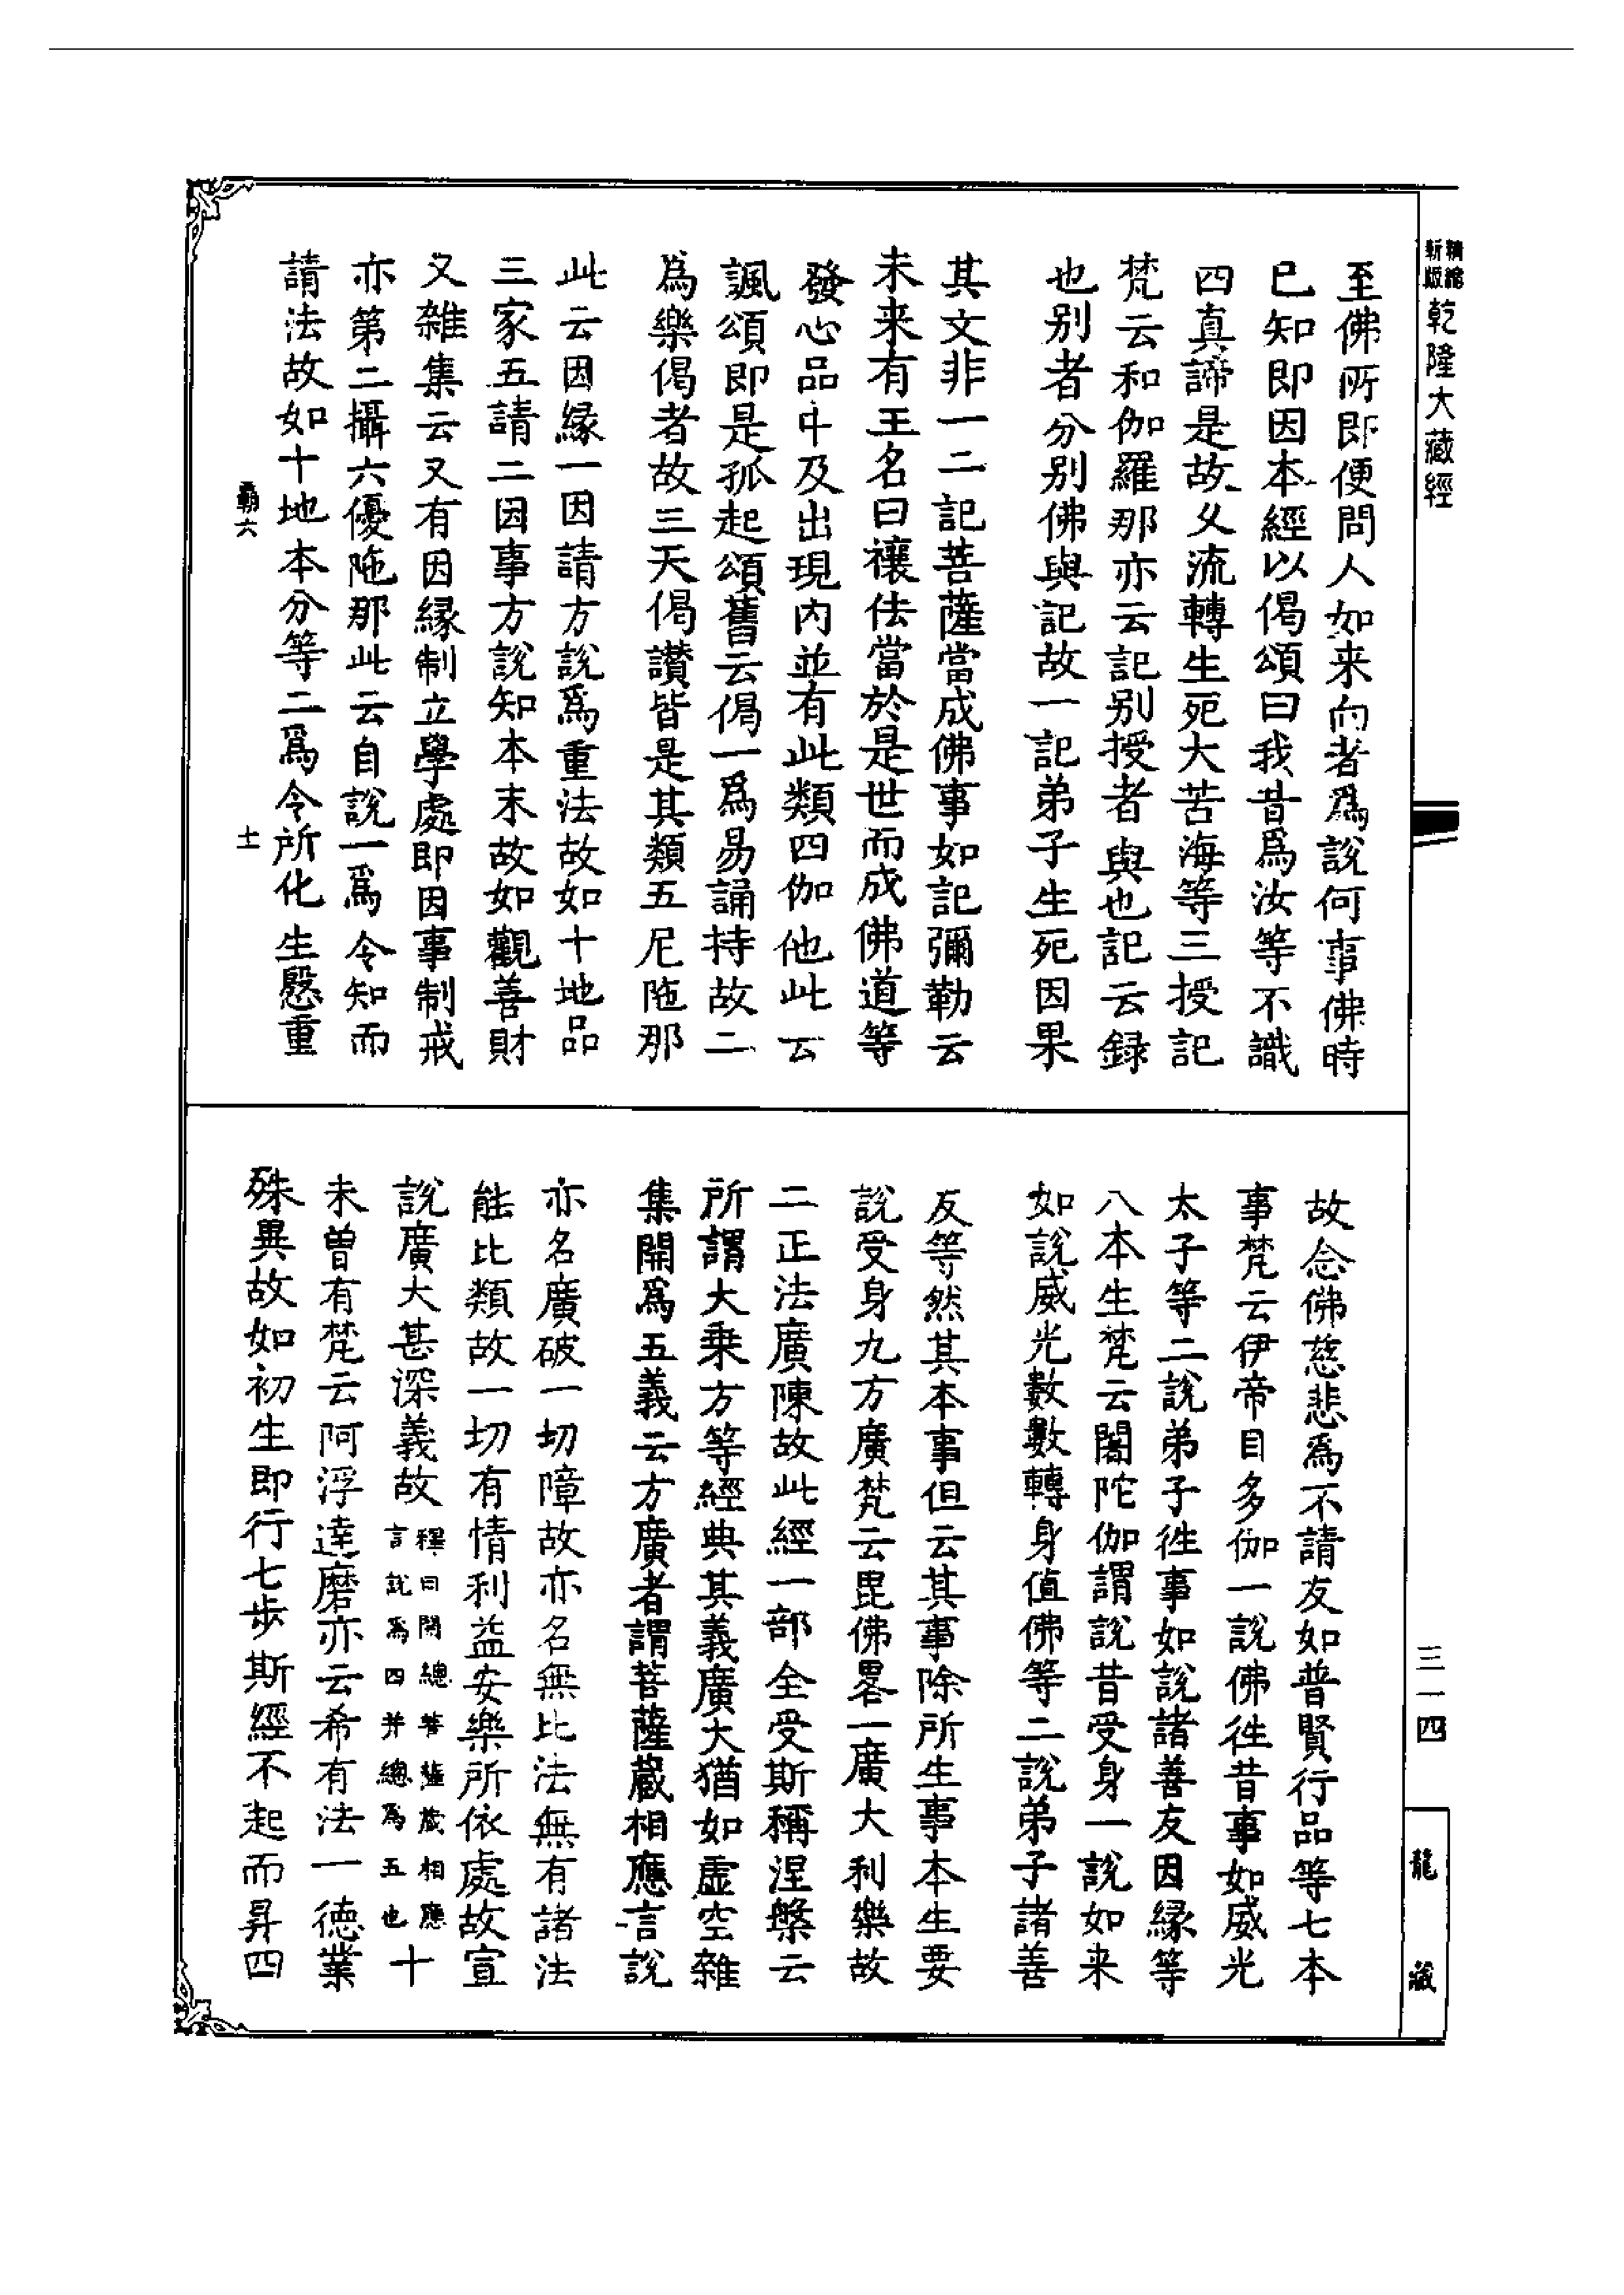 精縮
新版
乾隆大藏經
至佛所即便問人如来向者爲說何事佛時
已知即因本經以偈頌曰我昔爲汝等不識
四真諦是故久流轉生死大苦海等三授記
梵云和伽羅那亦云記别授者與也記云録
也别者分别佛與記故一記弟子生死因果
其文非一二記菩薩當成佛事如記彌勒云
未来有王名曰禳佉當於是世而成佛道等
發心品中及出現內並有此類四伽他此云
諷頌即是孤起頌舊云偈一爲易誦持故二
為樂偈者故三天偈讃皆是其類五尼陁那
此云因緣一因請方說爲重法故如十地品
三家五請二因事方說知本末故如觀善財
又雜集云又有因緣制立學處即因事制戒
亦第二攝六優陁那此云自說一爲令知而
請法故如十地本分等二爲令所化生慇重
霸六
十一
故念佛慈悲爲不請友如普賢行品等七本
事梵云伊帝目多伽一說佛徃昔事如威光
太子等二說弟子徃事如說諸善友因緣等
八本生梵云闍陀伽謂說昔受身一說如来
如說威光數數轉身值佛等二說弟子諸善
友等然其本事但云其事除所生事本生要
說受身九方廣梵云毘佛畧一廣大利樂故
二正法廣陳故此經一部全受斯稱涅槃云
所謂大乗方等經典其義廣大猶如虛空雜
集開爲五義云方廣者謂菩薩藏相應言說
亦名廣破一切障故亦名無比法無有諸法
能比類故一切有情利益安樂所依處故宣
說廣大甚深義故釋曰開總菩薩藏相應言說爲四并總爲五也十
未曽有梵云阿浮達磨亦云希有法一德業
殊異故如初生即行七步斯經不起而昇四
三一四
龍藏